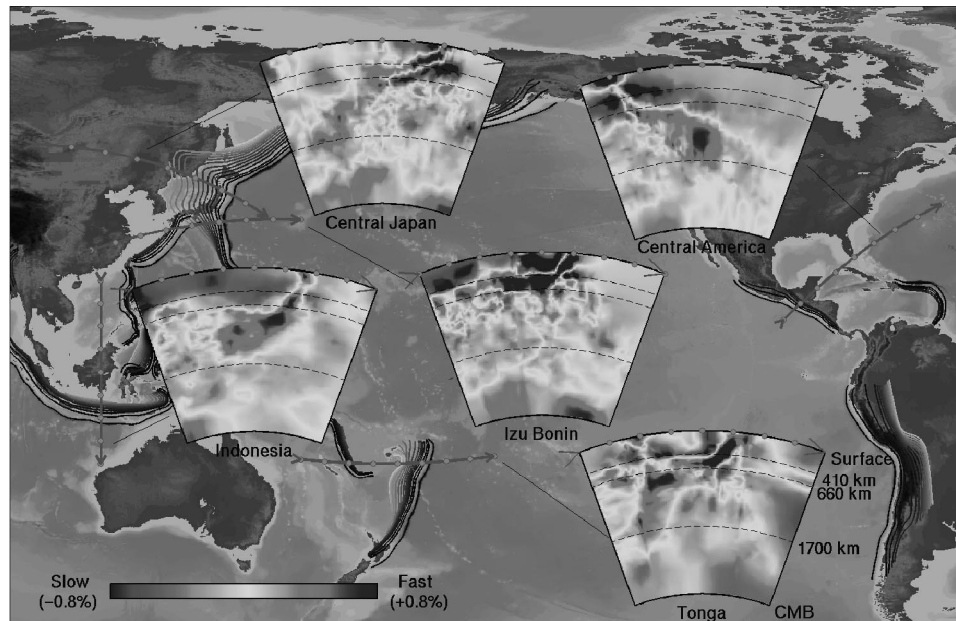 Central Japan
Central America
Indonesia
Izu Bonin
Surface
410 km
660 km
1700 km
Slow
(−0.8%)
Fast
(+0.8%)
Tonga
CMB